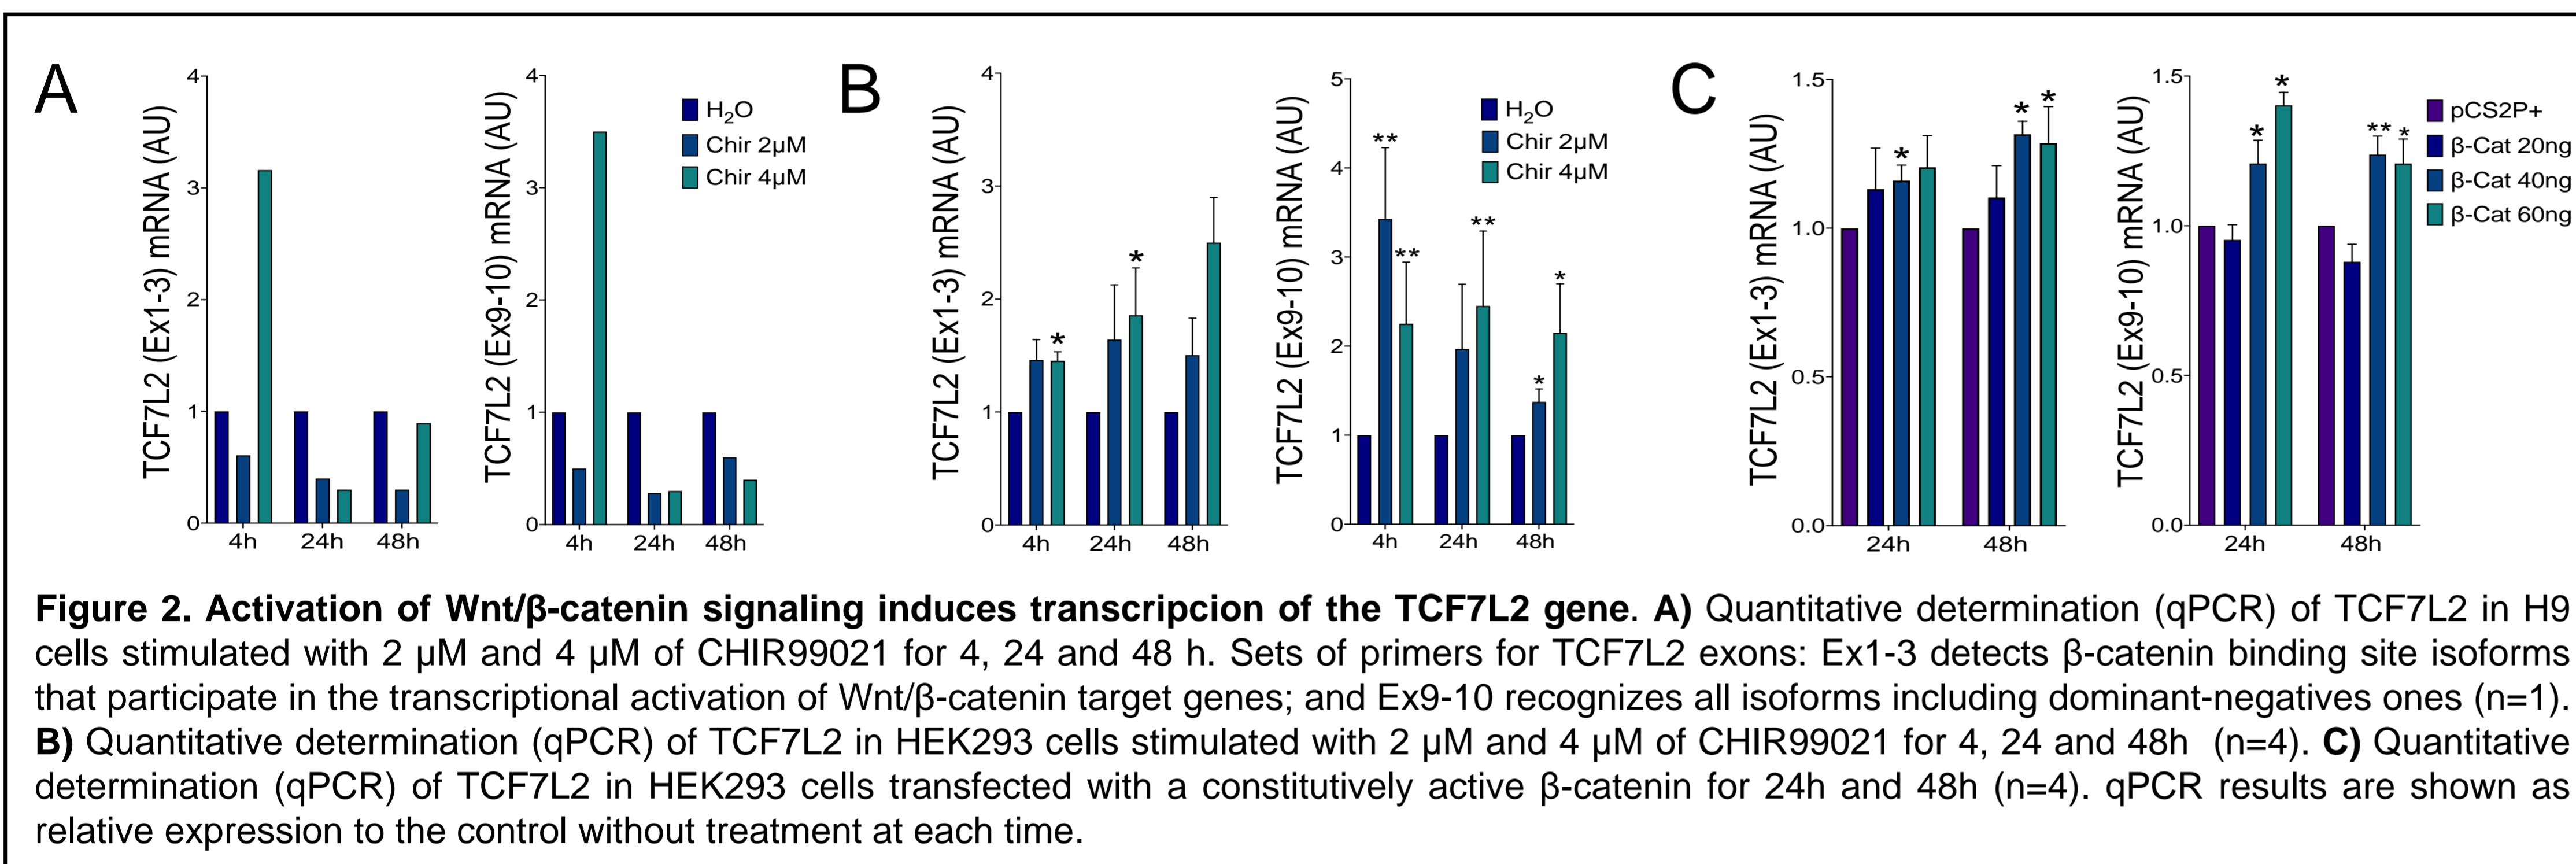 A
TCF7L2 (Ex1-3) mRNA (AU)
4
3
2
1
0
4h 24h 48h
TCF7L2 (Ex9-10) mRNA (AU)
4
3
2
1
0
4h 24h 48h
H₂O
Chir 2µM
Chir 4µM
B
TCF7L2 (Ex1-3) mRNA (AU)
4
3
2
1
0
* *
4h 24h 48h
TCF7L2 (Ex9-10) mRNA (AU)
5
4
3
2
1
0
** ** ** * *
4h 24h 48h
H₂O
Chir 2µM
Chir 4µM
C
TCF7L2 (Ex1-3) mRNA (AU)
1.5
1.0
0.5
0.0
* * *
24h 48h
TCF7L2 (Ex9-10) mRNA (AU)
1.5
1.0
0.5
0.0
* * ** *
24h 48h
pCS2P+
β-Cat 20ng
β-Cat 40ng
β-Cat 60ng
Figure 2. Activation of Wnt/β-catenin signaling induces transcripcion of the TCF7L2 gene. A) Quantitative determination (qPCR) of TCF7L2 in H9
cells stimulated with 2 µM and 4 µM of CHIR99021 for 4, 24 and 48 h. Sets of primers for TCF7L2 exons: Ex1-3 detects β-catenin binding site isoforms
that participate in the transcriptional activation of Wnt/β-catenin target genes; and Ex9-10 recognizes all isoforms including dominant-negatives ones (n=1).
B) Quantitative determination (qPCR) of TCF7L2 in HEK293 cells stimulated with 2 µM and 4 µM of CHIR99021 for 4, 24 and 48h (n=4). C) Quantitative
determination (qPCR) of TCF7L2 in HEK293 cells transfected with a constitutively active β-catenin for 24h and 48h (n=4). qPCR results are shown as
relative expression to the control without treatment at each time.